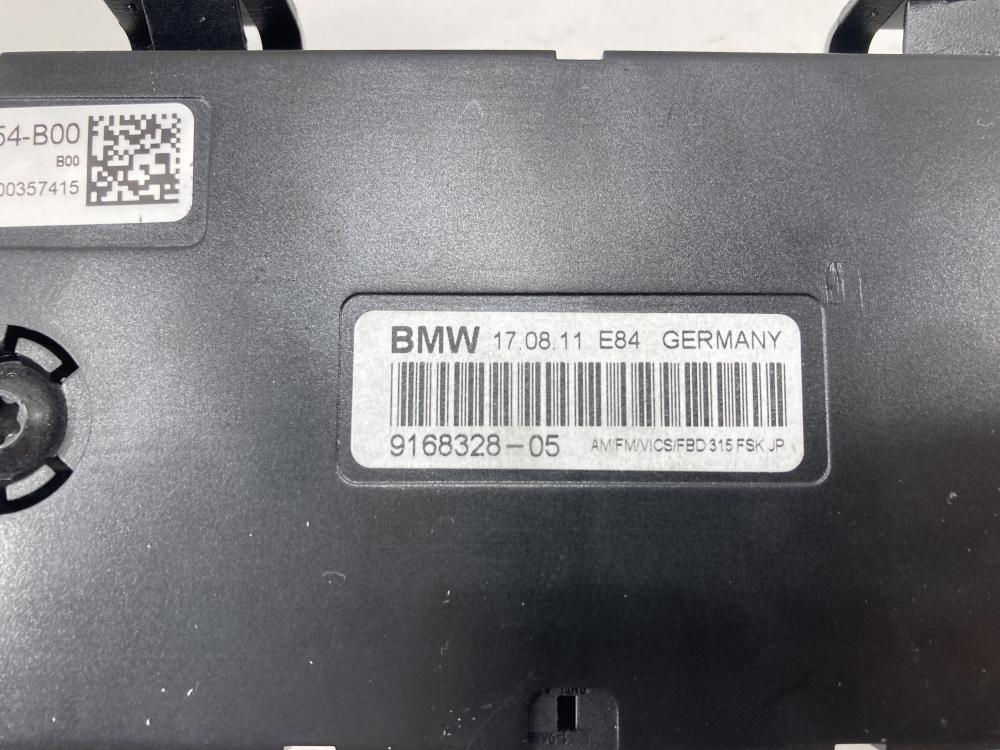 54-B00
B00
00357415
BMW 17.08.11 E84 GERMANY
9168328-05 AM/FM/VICS/FBD 315 FSK JP